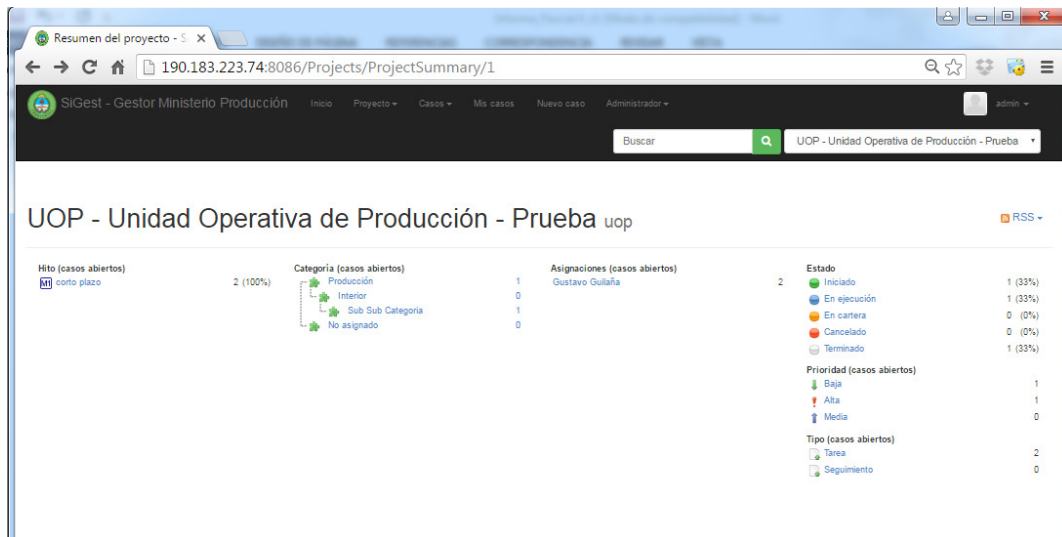 Resumen del proyecto - S
190.183.223.74:8086/Projects/ProjectSummary/1
SiGest - Gestor Ministerio Producción Inicio Proyecto Casos Mis casos Nuevo caso Administrador admin
Buscar UOP - Unidad Operativa de Producción - Prueba
UOP - Unidad Operativa de Producción - Prueba uop
RSS
Hito (casos abiertos)
M1 corto plazo 2 (100%)
Categoría (casos abiertos)
Producción 1
Interior 0
Sub Sub Categoria 1
No asignado 0
Asignaciones (casos abiertos)
Gustavo Guilaña 2
Estado
Iniciado 1 (33%)
En ejecución 1 (33%)
En cartera 0 (0%)
Cancelado 0 (0%)
Terminado 1 (33%)
Prioridad (casos abiertos)
Baja 1
Alta 1
Media 0
Tipo (casos abiertos)
Tarea 2
Seguimiento 0